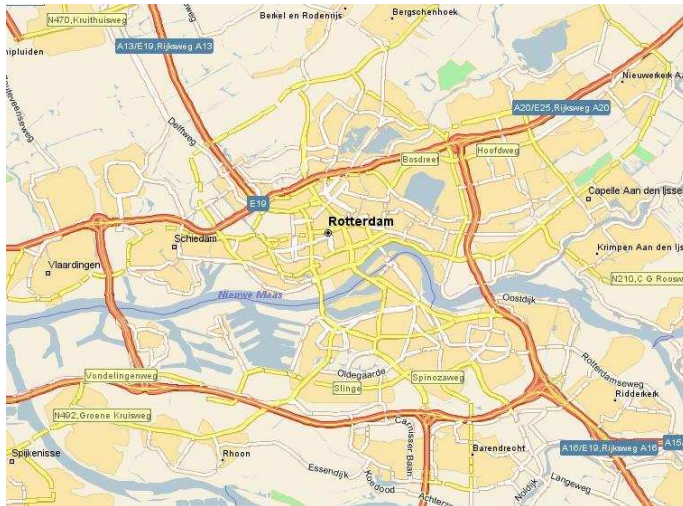 N470,Kruithuisweg
Berkel en Rodenrijs
Bergschenhoek
A13/E19,Rijksweg A13
Nieuwerkerk A
A20/E25,Rijksweg A20
Delftweg
Hoofdweg
Bosdreef
Capelle Aan den Ijsse
E19
Rotterdam
Schiedam
Krimpen Aan den Ijs
Vlaardingen
N210,C G Roosw
Nieuwe Maas
Oostdijk
Rotterdamseweg
Oldegaarde
Vondelingenweg
Slinge
Spinozaweg
Ridderkerk
N492,Groene Kruisweg
Carnisser Baan
A15/
A16/E19,Rijksweg A16
Barendrecht
Rhoon
Spijkenisse
Essendijk
Koedood
Langeweg
Noldijk
Achterze